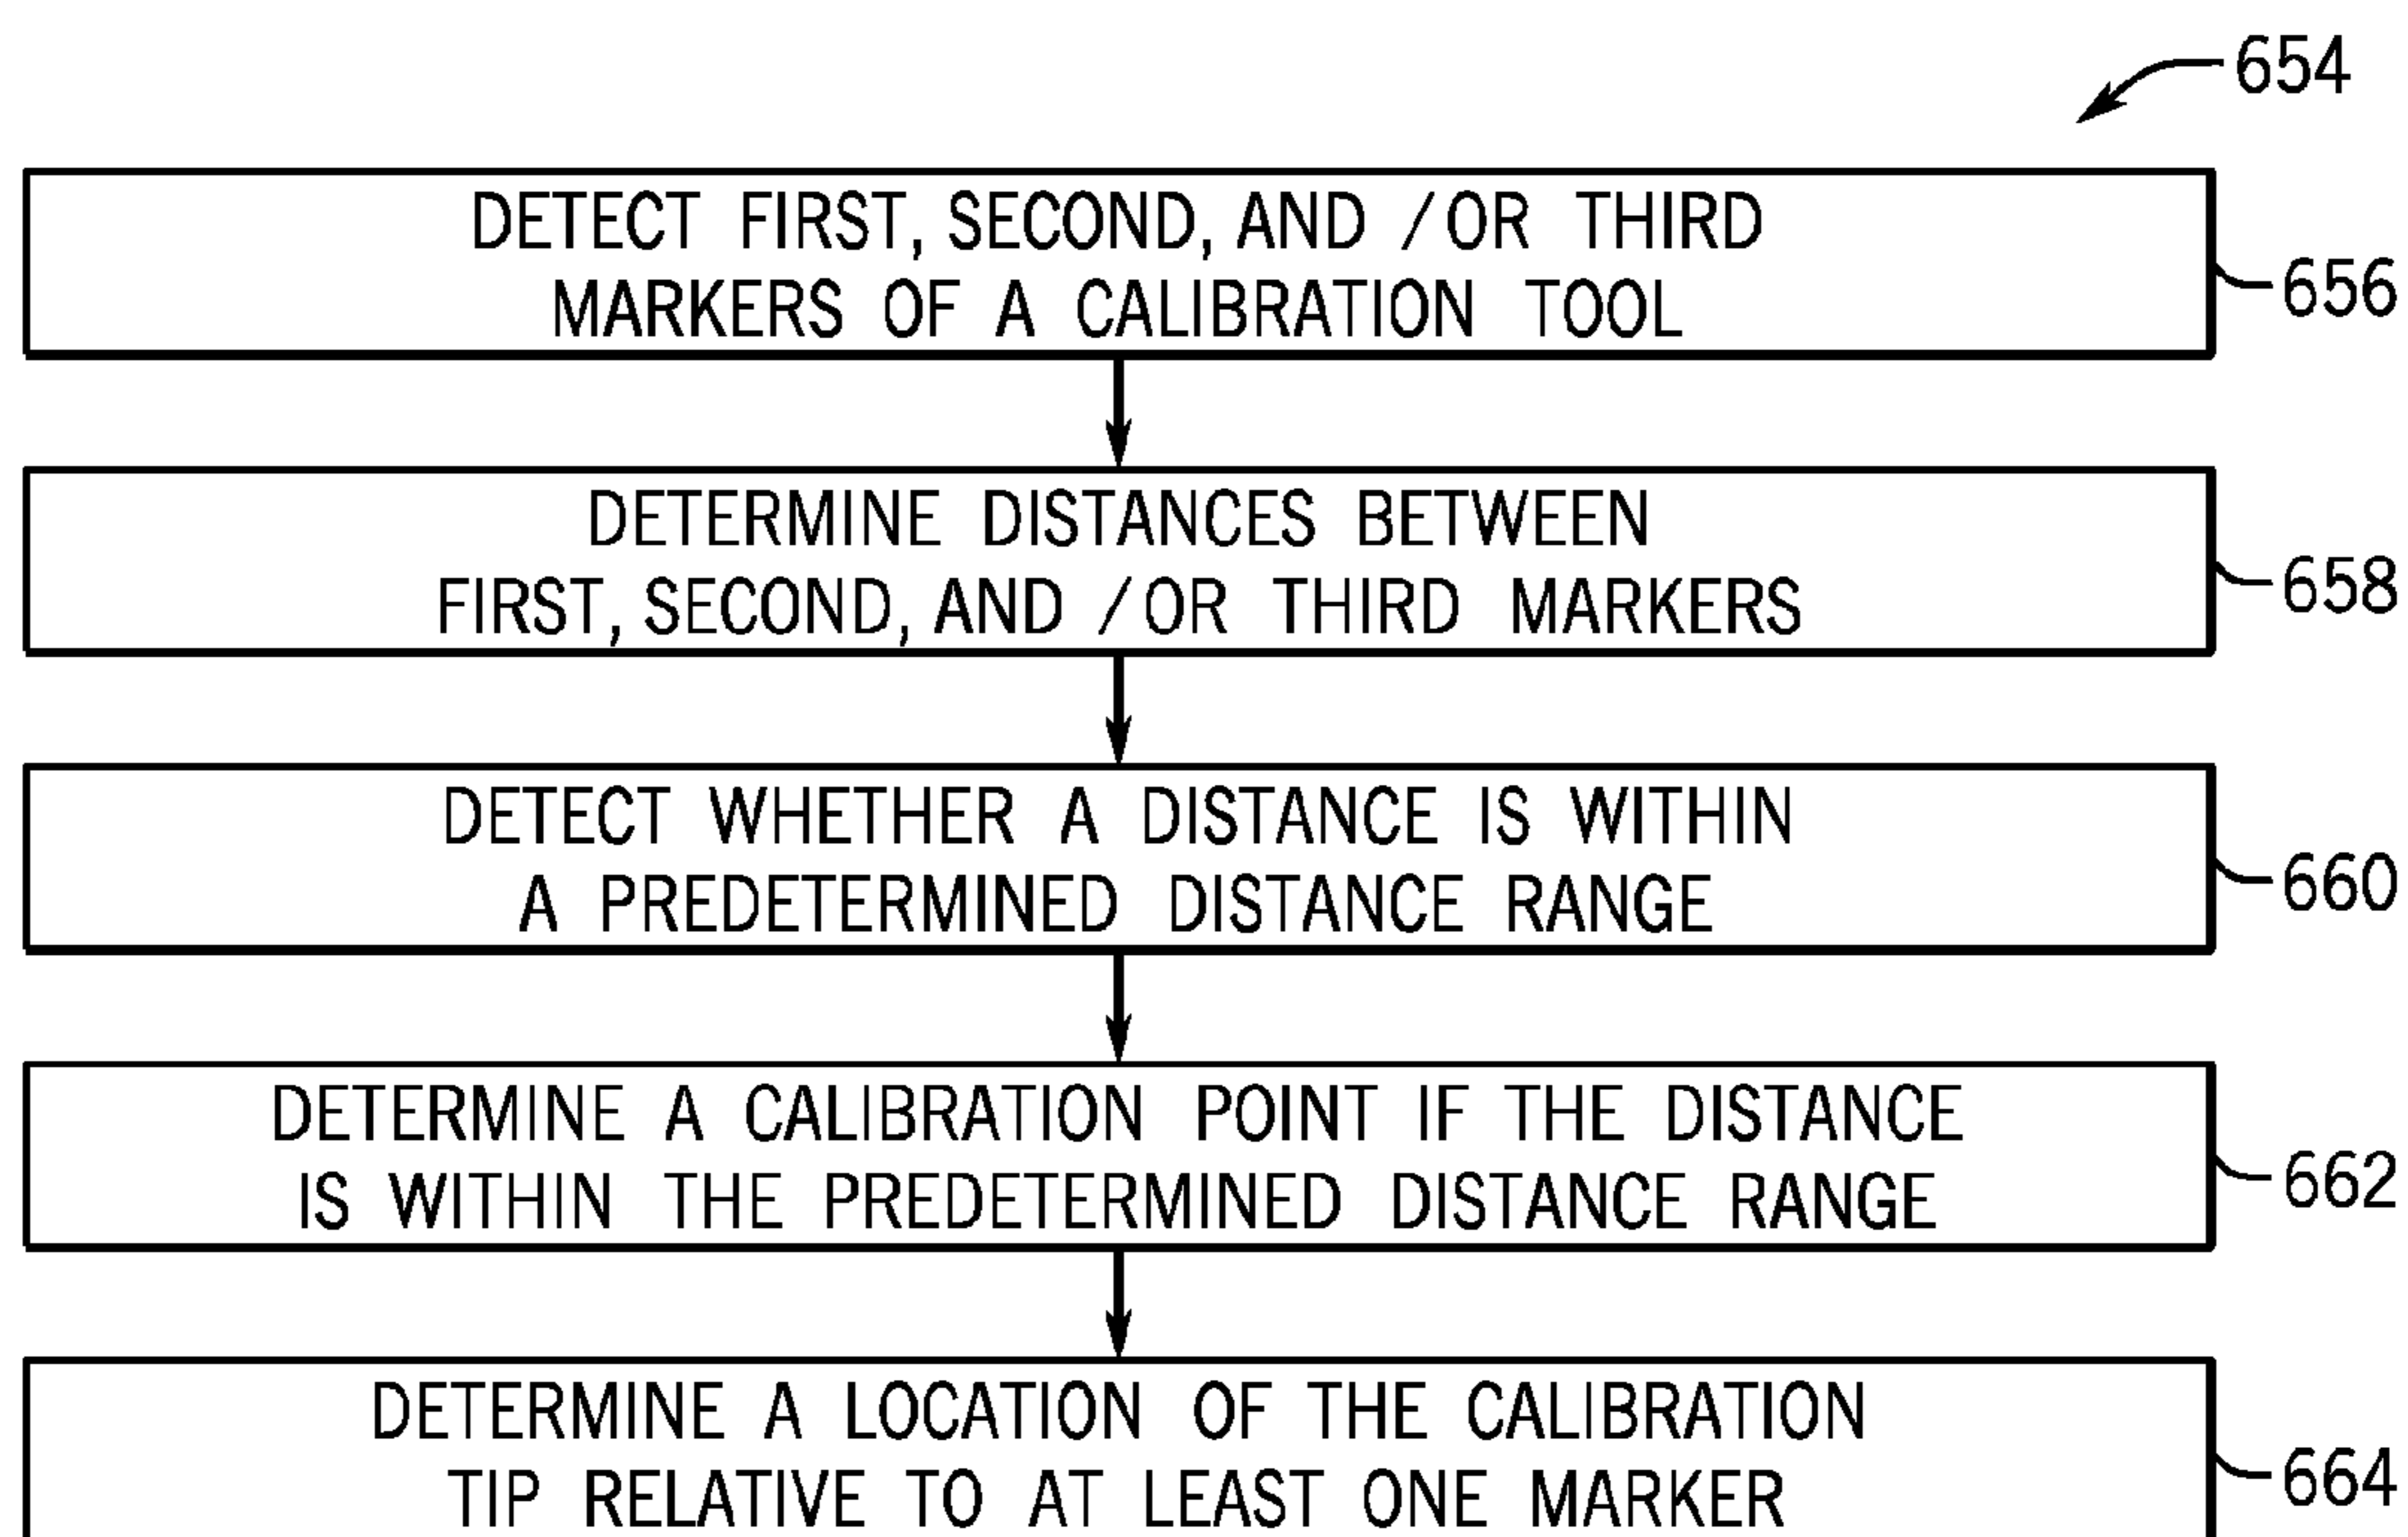 654
DETECT FIRST, SECOND, AND /OR THIRD
MARKERS OF A CALIBRATION TOOL
656
DETERMINE DISTANCES BETWEEN
FIRST, SECOND, AND /OR THIRD MARKERS
658
DETECT WHETHER A DISTANCE IS WITHIN
A PREDETERMINED DISTANCE RANGE
660
DETERMINE A CALIBRATION POINT IF THE DISTANCE
IS WITHIN THE PREDETERMINED DISTANCE RANGE
662
DETERMINE A LOCATION OF THE CALIBRATION
TIP RELATIVE TO AT LEAST ONE MARKER
664